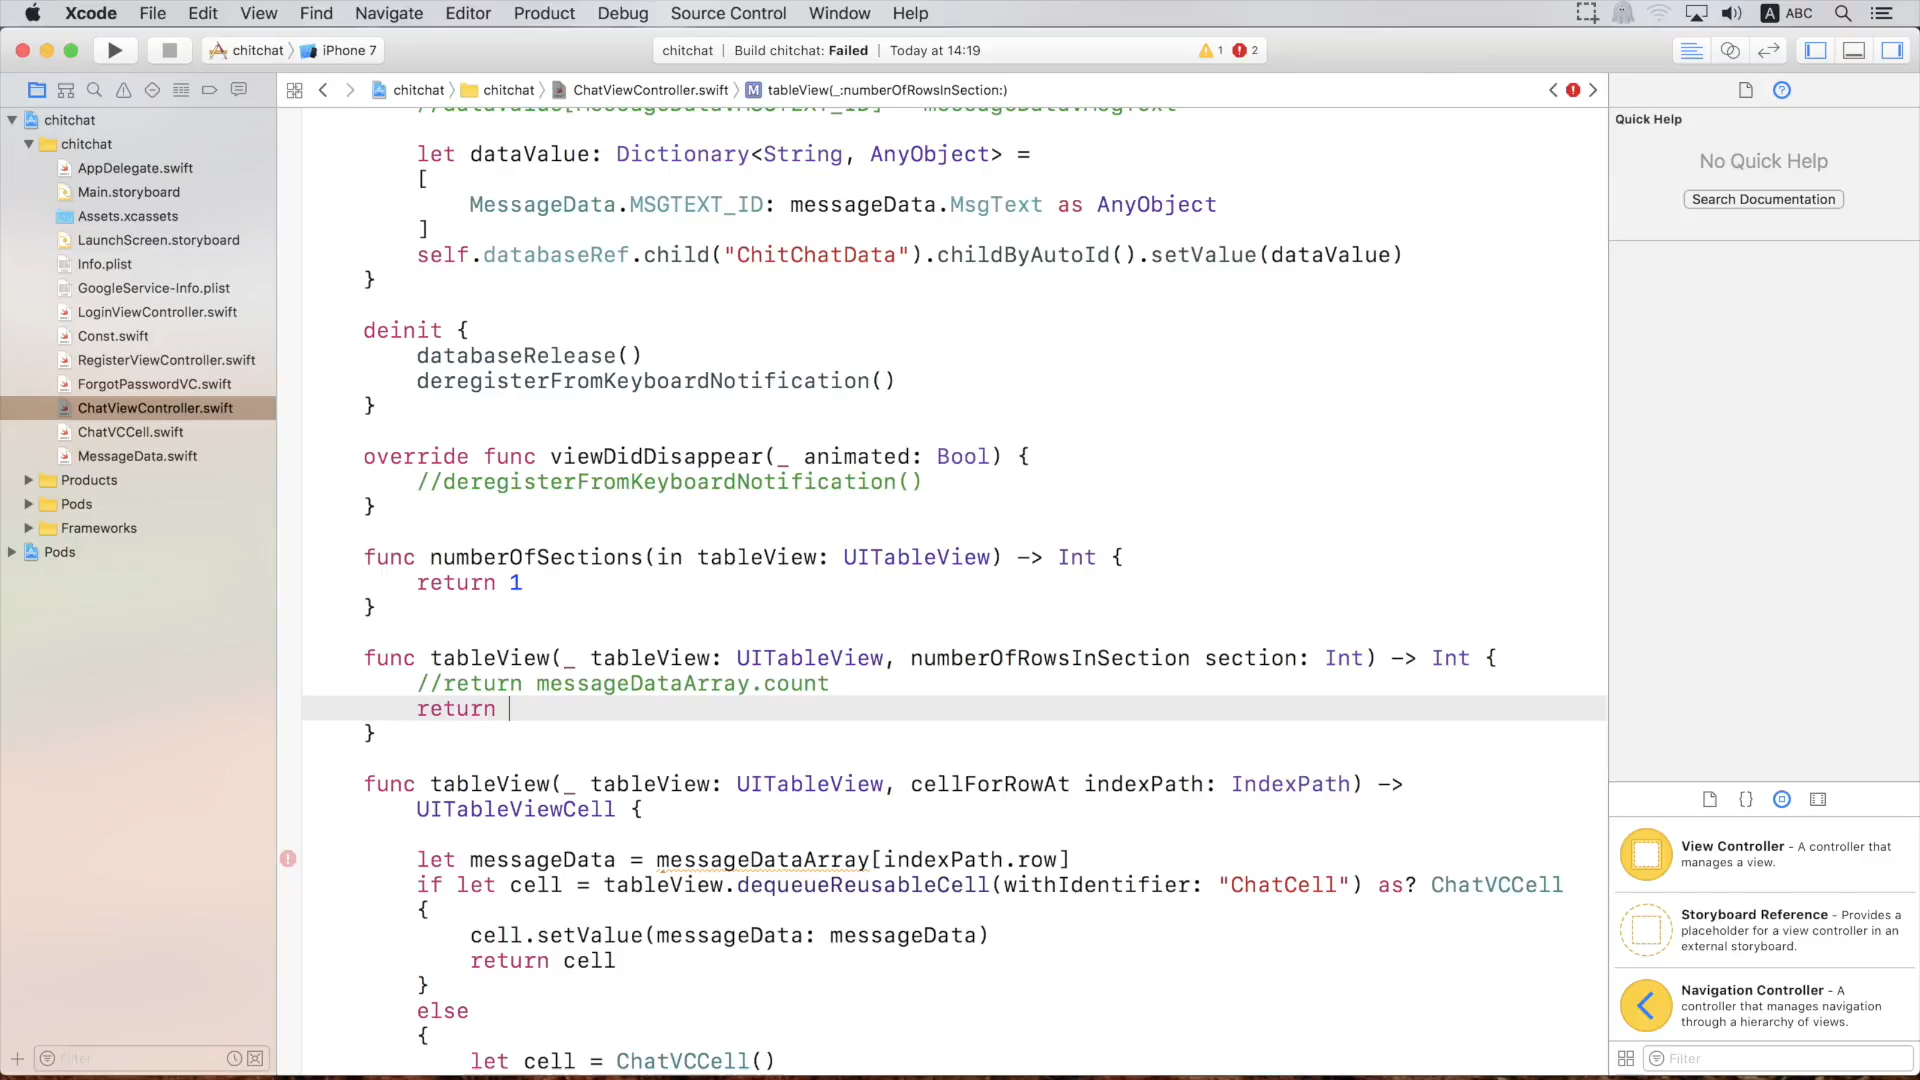 Xcode File Edit View Find Navigate Editor Product Debug Source Control Window Help A ABC
chitchat iPhone 7 chitchat | Build chitchat: Failed | Today at 14:19 1 2
chitchat chitchat ChatViewController.swift M tableView(_:numberOfRowsInSection:)
chitchat
chitchat
AppDelegate.swift
Main.storyboard
Assets.xcassets
LaunchScreen.storyboard
Info.plist
GoogleService-Info.plist
LoginViewController.swift
Const.swift
RegisterViewController.swift
ForgotPasswordVC.swift
ChatViewController.swift
ChatVCCell.swift
MessageData.swift
Products
Pods
Frameworks
Pods
Filter
let dataValue: Dictionary<String, AnyObject> =
[
MessageData.MSGTEXT_ID: messageData.MsgText as AnyObject
]
self.databaseRef.child("ChitChatData").childByAutoId().setValue(dataValue)
}
deinit {
databaseRelease()
deregisterFromKeyboardNotification()
}
override func viewDidDisappear(_ animated: Bool) {
//deregisterFromKeyboardNotification()
}
func numberOfSections(in tableView: UITableView) -> Int {
return 1
}
func tableView(_ tableView: UITableView, numberOfRowsInSection section: Int) -> Int {
//return messageDataArray.count
return
}
func tableView(_ tableView: UITableView, cellForRowAt indexPath: IndexPath) ->
UITableViewCell {
let messageData = messageDataArray[indexPath.row]
if let cell = tableView.dequeueReusableCell(withIdentifier: "ChatCell") as? ChatVCCell
{
cell.setValue(messageData: messageData)
return cell
}
else
{
let cell = ChatVCCell()
Quick Help
No Quick Help
Search Documentation
View Controller - A controller that
manages a view.
Storyboard Reference - Provides a
placeholder for a view controller in an
external storyboard.
Navigation Controller - A
controller that manages navigation
through a hierarchy of views.
Filter